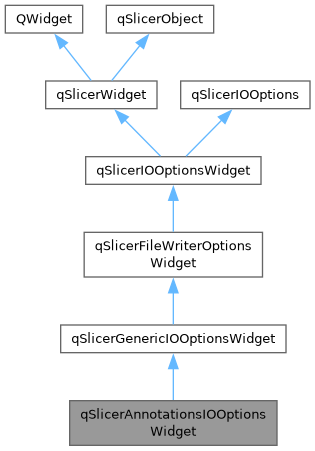 QWidget
qSlicerObject
qSlicerWidget
qSlicerIOOptions
qSlicerIOOptionsWidget
qSlicerFileWriterOptions
Widget
qSlicerGenericIOOptionsWidget
qSlicerAnnotationsIOOptions
Widget